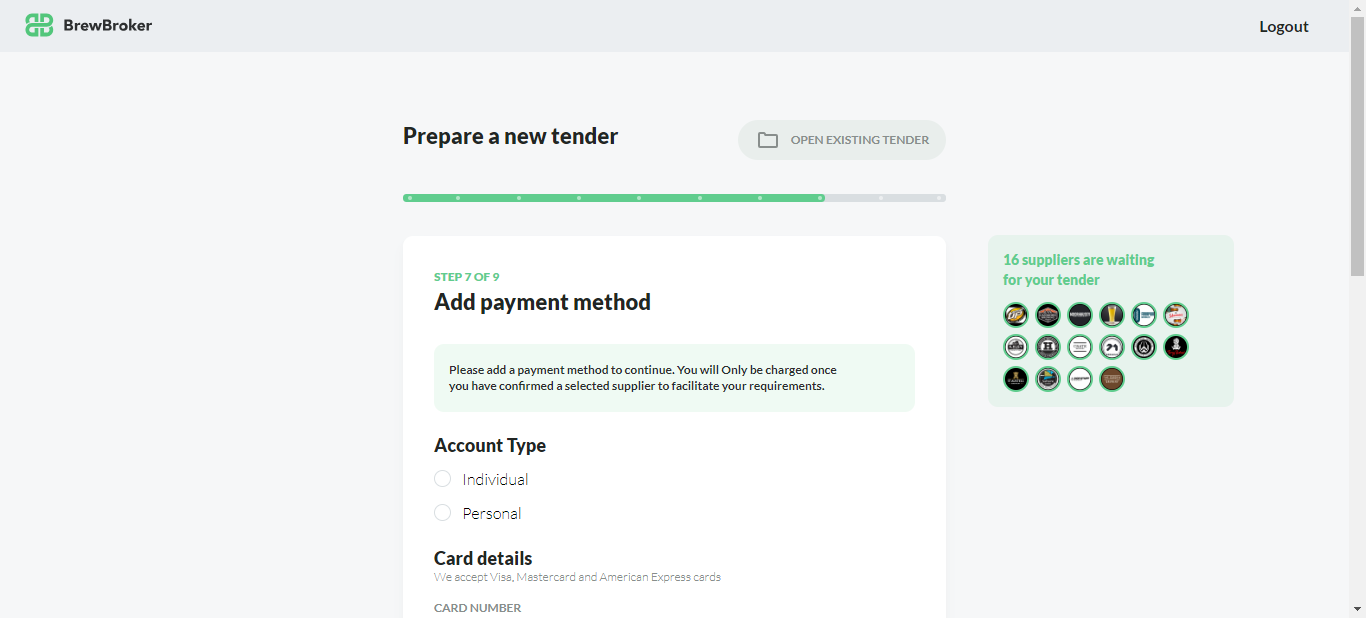 BrewBroker
Logout
Prepare a new tender
OPEN EXISTING TENDER
STEP 7 OF 9
Add payment method
Please add a payment method to continue. You will Only be charged once
you have confirmed a selected supplier to facilitate your requirements.
Account Type
Individual
Personal
Card details
We accept Visa, Mastercard and American Express cards
CARD NUMBER
16 suppliers are waiting
for your tender